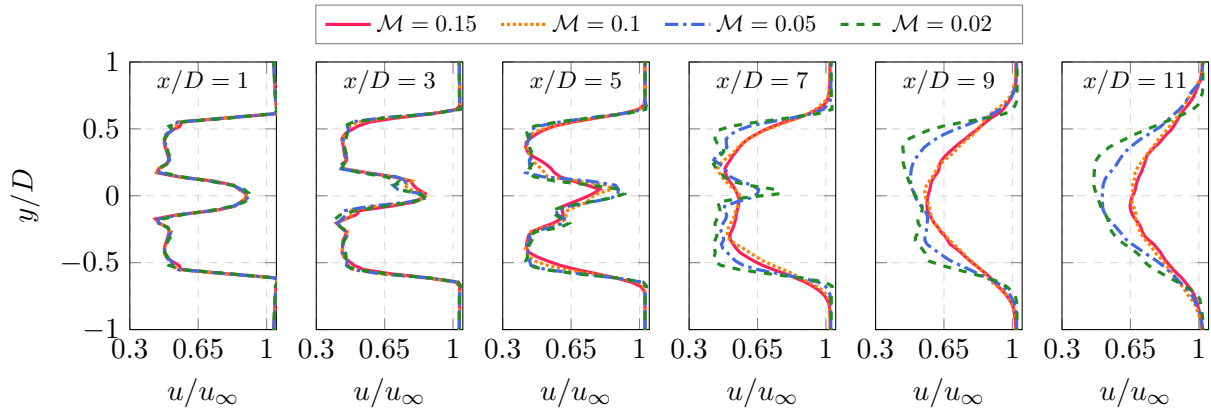 ℳ = 0.15 ℳ = 0.1 ℳ = 0.05 ℳ = 0.02
x/D = 1 x/D = 3 x/D = 5 x/D = 7 x/D = 9 x/D = 11
1
0.5
0
−0.5
−1
y/D
0.3 0.65 1 0.3 0.65 1 0.3 0.65 1 0.3 0.65 1 0.3 0.65 1 0.3 0.65 1
u/u∞ u/u∞ u/u∞ u/u∞ u/u∞ u/u∞